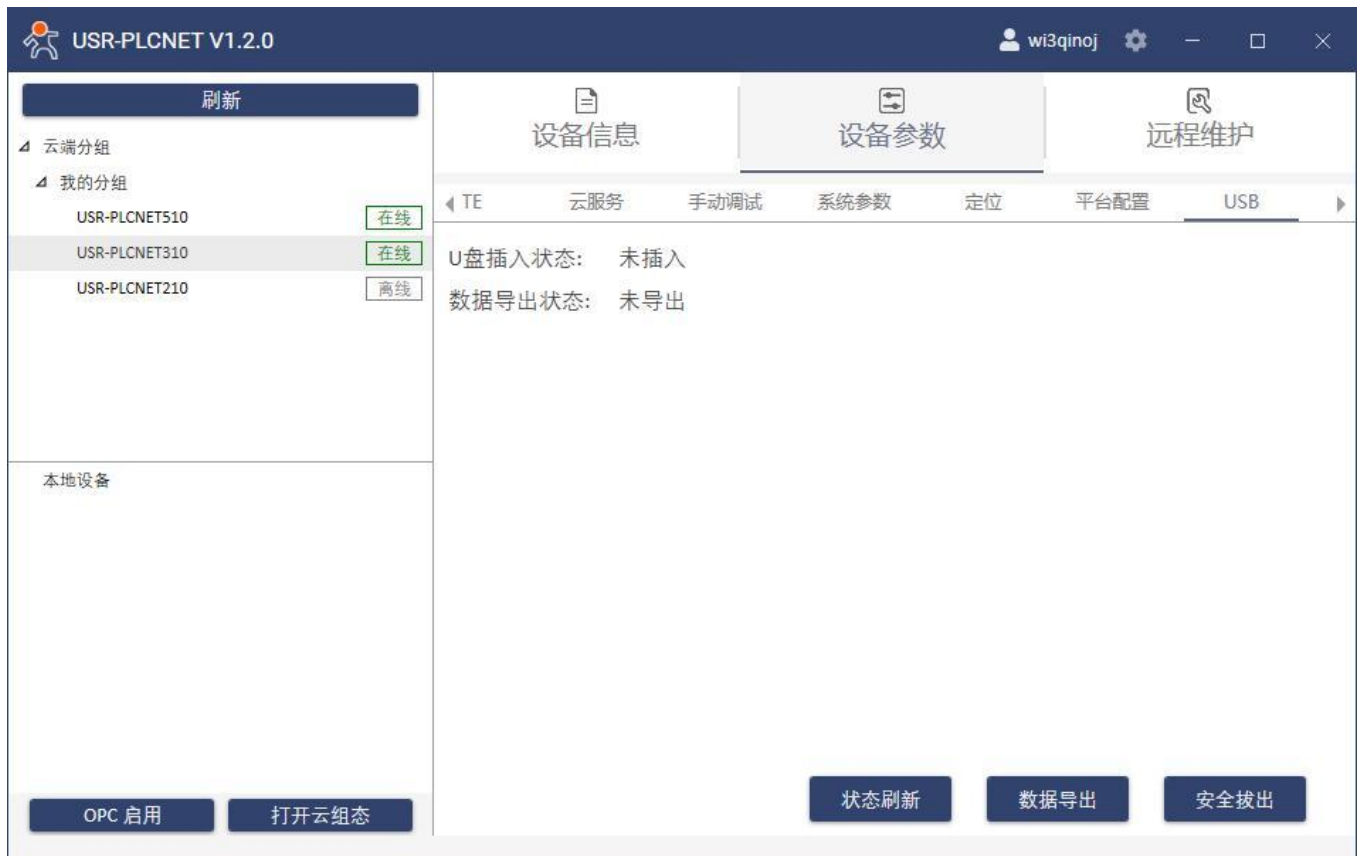 USR-PLCNET V1.2.0
wi3qinoj
刷新
云端分组
我的分组
USR-PLCNET510 在线
USR-PLCNET310 在线
USR-PLCNET210 离线
本地设备
OPC 启用 打开云组态
设备信息 设备参数 远程维护
TE 云服务 手动调试 系统参数 定位 平台配置 USB
U盘插入状态: 未插入
数据导出状态: 未导出
状态刷新 数据导出 安全拔出